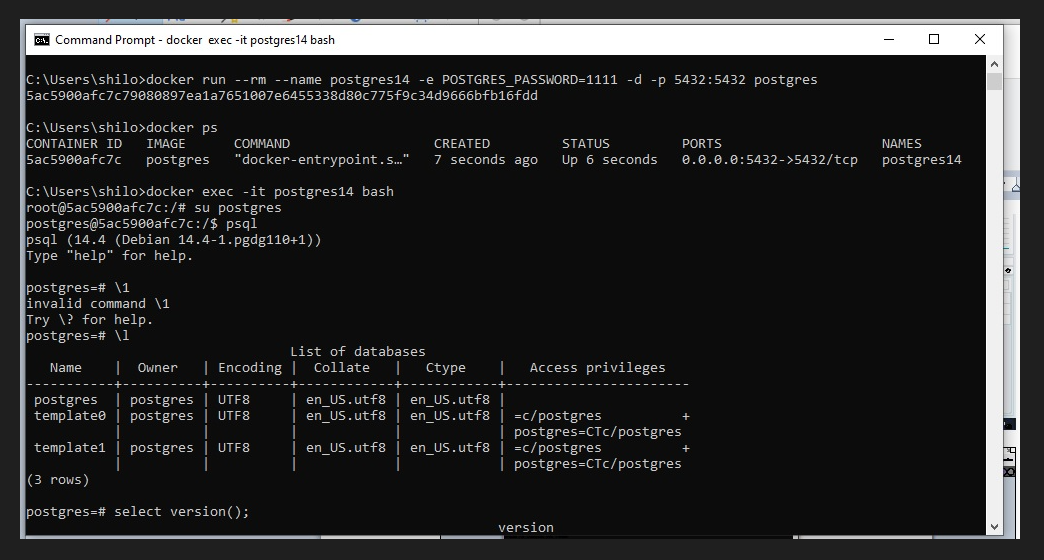 Command Prompt - docker  exec -it postgres14 bash
C:\Users\shilo>docker run --rm --name postgres14 -e POSTGRES_PASSWORD=1111 -d -p 5432:5432 postgres
5ac5900afc7c79080897ea1a7651007e6455338d80c775f9c34d9666bfb16fdd
C:\Users\shilo>docker ps
CONTAINER ID   IMAGE      COMMAND                  CREATED         STATUS         PORTS                    NAMES
5ac5900afc7c   postgres   "docker-entrypoint.s…"   7 seconds ago   Up 6 seconds   0.0.0.0:5432->5432/tcp   postgres14
C:\Users\shilo>docker exec -it postgres14 bash
root@5ac5900afc7c:/# su postgres
postgres@5ac5900afc7c:/$ psql
psql (14.4 (Debian 14.4-1.pgdg110+1))
Type "help" for help.
postgres=# \1
invalid command \1
Try \? for help.
postgres=# \l
                                 List of databases
   Name    |  Owner   | Encoding |  Collate   |   Ctype    |   Access privileges
-----------+----------+----------+------------+------------+-----------------------
 postgres  | postgres | UTF8     | en_US.utf8 | en_US.utf8 |
 template0 | postgres | UTF8     | en_US.utf8 | en_US.utf8 | =c/postgres          +
           |          |          |            |            | postgres=CTc/postgres
 template1 | postgres | UTF8     | en_US.utf8 | en_US.utf8 | =c/postgres          +
           |          |          |            |            | postgres=CTc/postgres
(3 rows)
postgres=# select version();
                                                           version